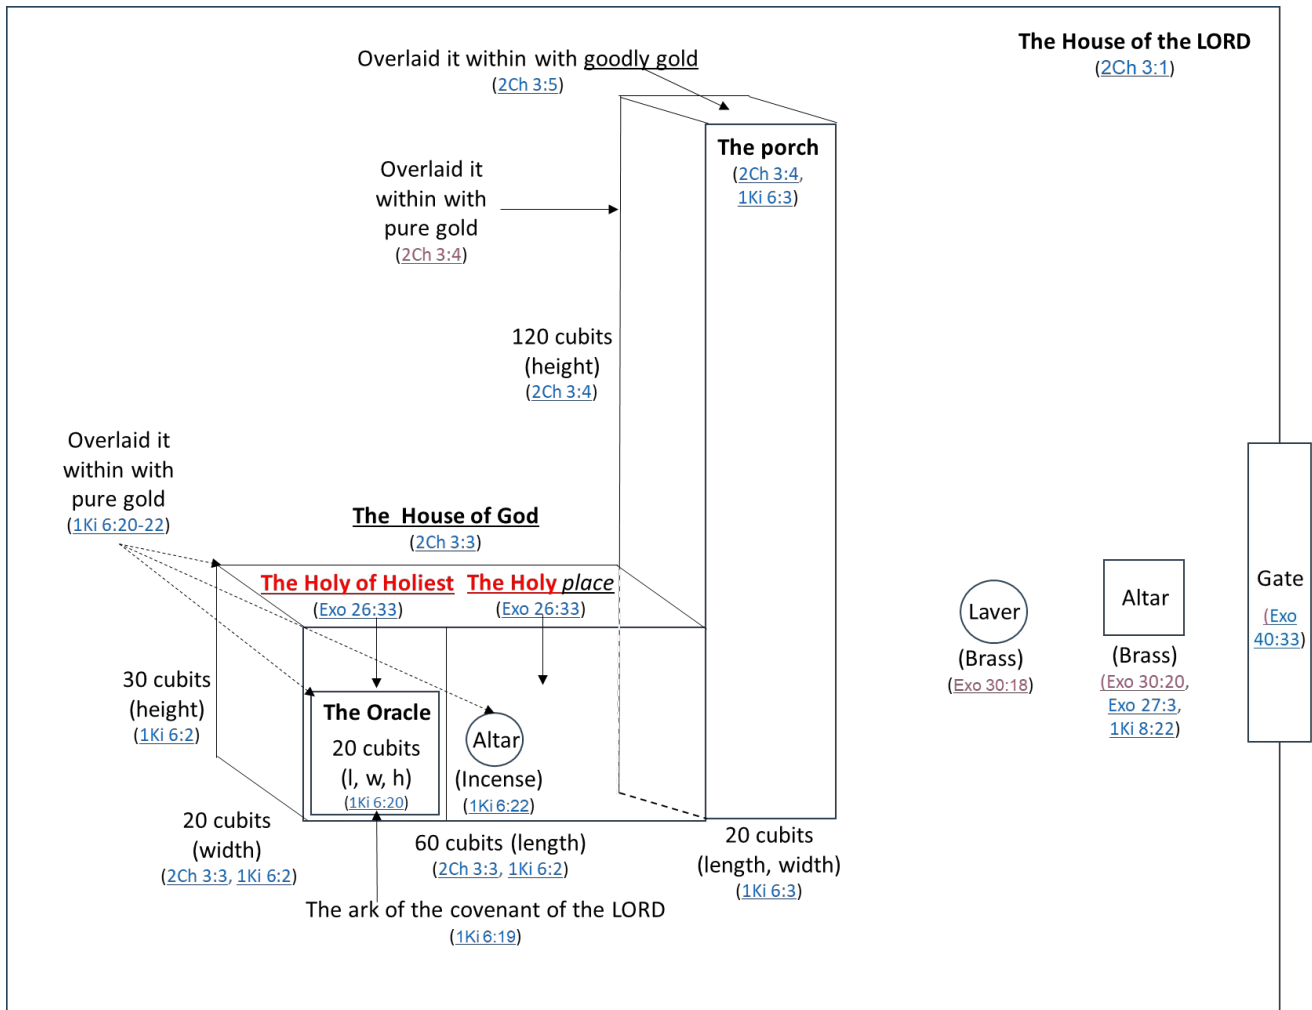 The House of the LORD
(2Ch 3:1)
Overlaid it within with goodly gold
(2Ch 3:5)
The porch
(2Ch 3:4,
1Ki 6:3)
Overlaid it
within with
pure gold
(2Ch 3:4)
120 cubits
(height)
(2Ch 3:4)
Overlaid it
within with
pure gold
(1Ki 6:20-22)
The House of God
(2Ch 3:3)
The Holy of Holiest
(Exo 26:33)
The Holy place
(Exo 26:33)
30 cubits
(height)
(1Ki 6:2)
The Oracle
20 cubits
(l, w, h)
(1Ki 6:20)
Altar
(Incense)
(1Ki 6:22)
20 cubits
(width)
(2Ch 3:3, 1Ki 6:2)
60 cubits (length)
(2Ch 3:3, 1Ki 6:2)
20 cubits
(length, width)
(1Ki 6:3)
The ark of the covenant of the LORD
(1Ki 6:19)
Laver
(Brass)
(Exo 30:18)
Altar
(Brass)
(Exo 30:20,
Exo 27:3,
1Ki 8:22)
Gate
(Exo
40:33)